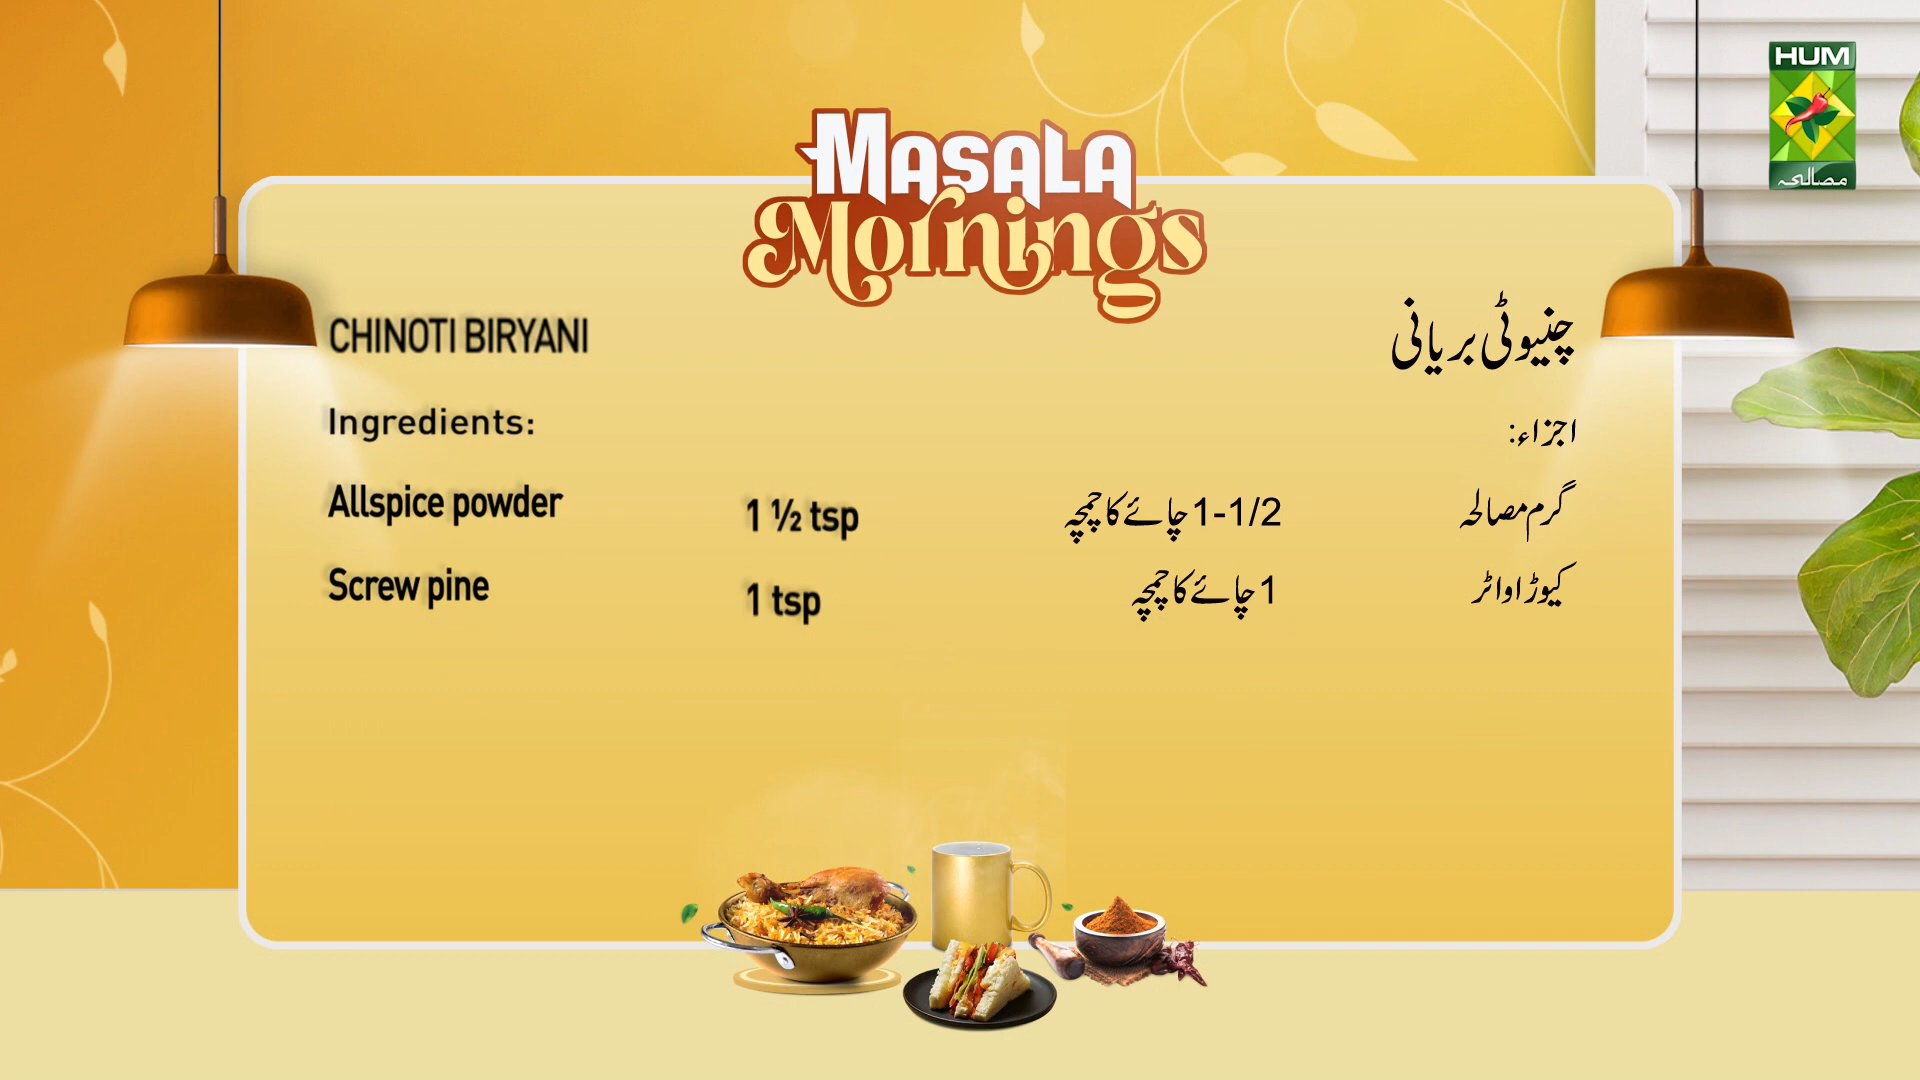 HUM
مصالحہ
MASALA
Mornings
CHINOTI BIRYANI چنیوٹی بریانی
Ingredients: اجزاء:
Allspice powder 1 ½ tsp 1-1/2 چائے کا چمچہ گرم مصالحہ
Screw pine 1 tsp 1 چائے کا چمچہ کیوڑا واٹر